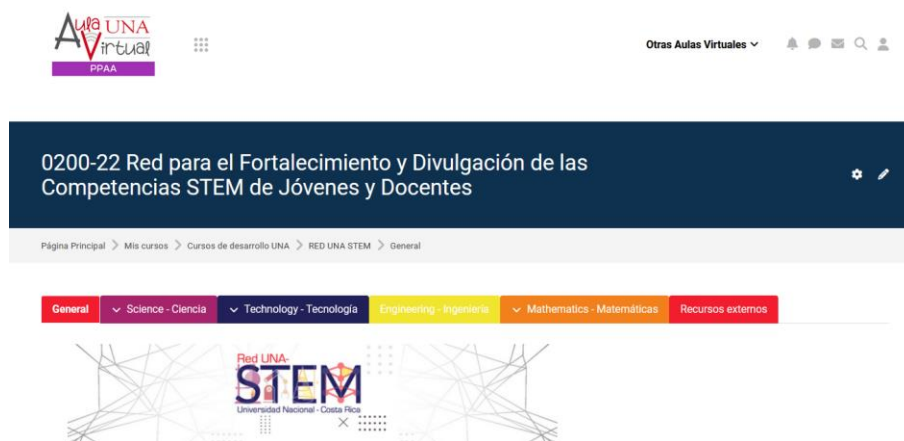 Aula UNA
Virtual
PPAA
Otras Aulas Virtuales
0200-22 Red para el Fortalecimiento y Divulgación de las
Competencias STEM de Jóvenes y Docentes
Página Principal > Mis cursos > Cursos de desarrollo UNA > RED UNA STEM > General
General Science - Ciencia Technology - Tecnología Engineering - Ingeniería Mathematics - Matemáticas Recursos externos
Red UNA-
STEM
Universidad Nacional - Costa Rica